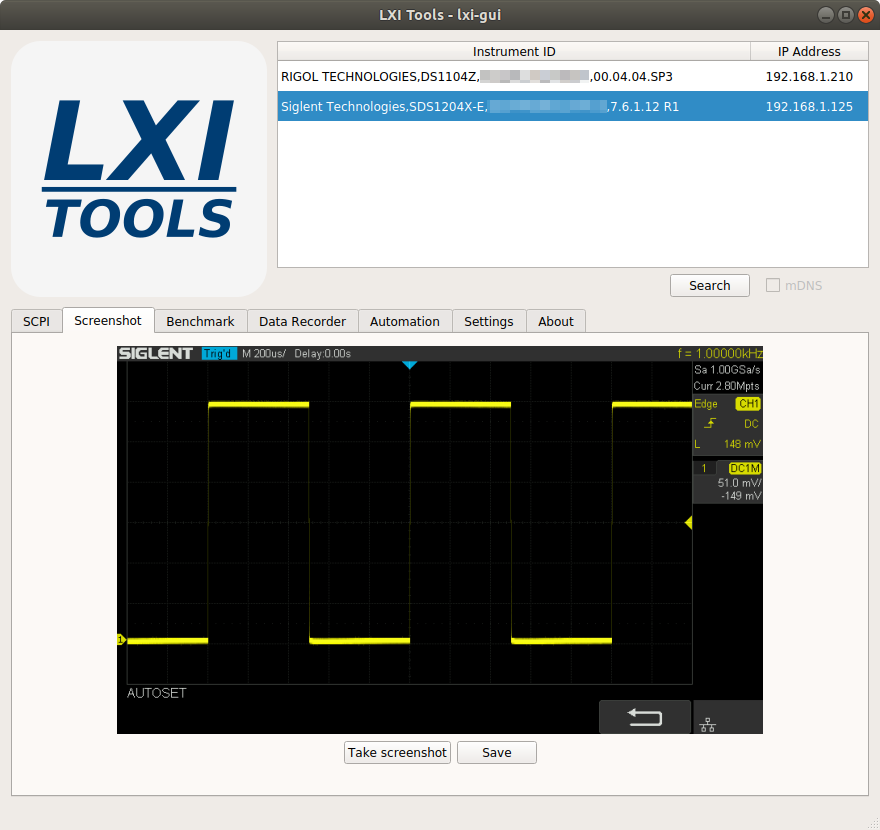 LXI Tools - lxi-gui
LXI
TOOLS
Instrument ID IP Address
RIGOL TECHNOLOGIES,DS1104Z, ,00.04.04.SP3 192.168.1.210
Siglent Technologies,SDS1204X-E, ,7.6.1.12 R1 192.168.1.125
Search mDNS
SCPI Screenshot Benchmark Data Recorder Automation Settings About
SIGLENT Trig'd M 200us/ Delay:0.00s f = 1.00000kHz
Sa 1.00GSa/s
Curr 2.80Mpts
Edge CH1
DC
L 148 mV
1 DC1M
51.0 mV/
-149 mV
1
AUTOSET
Take screenshot Save